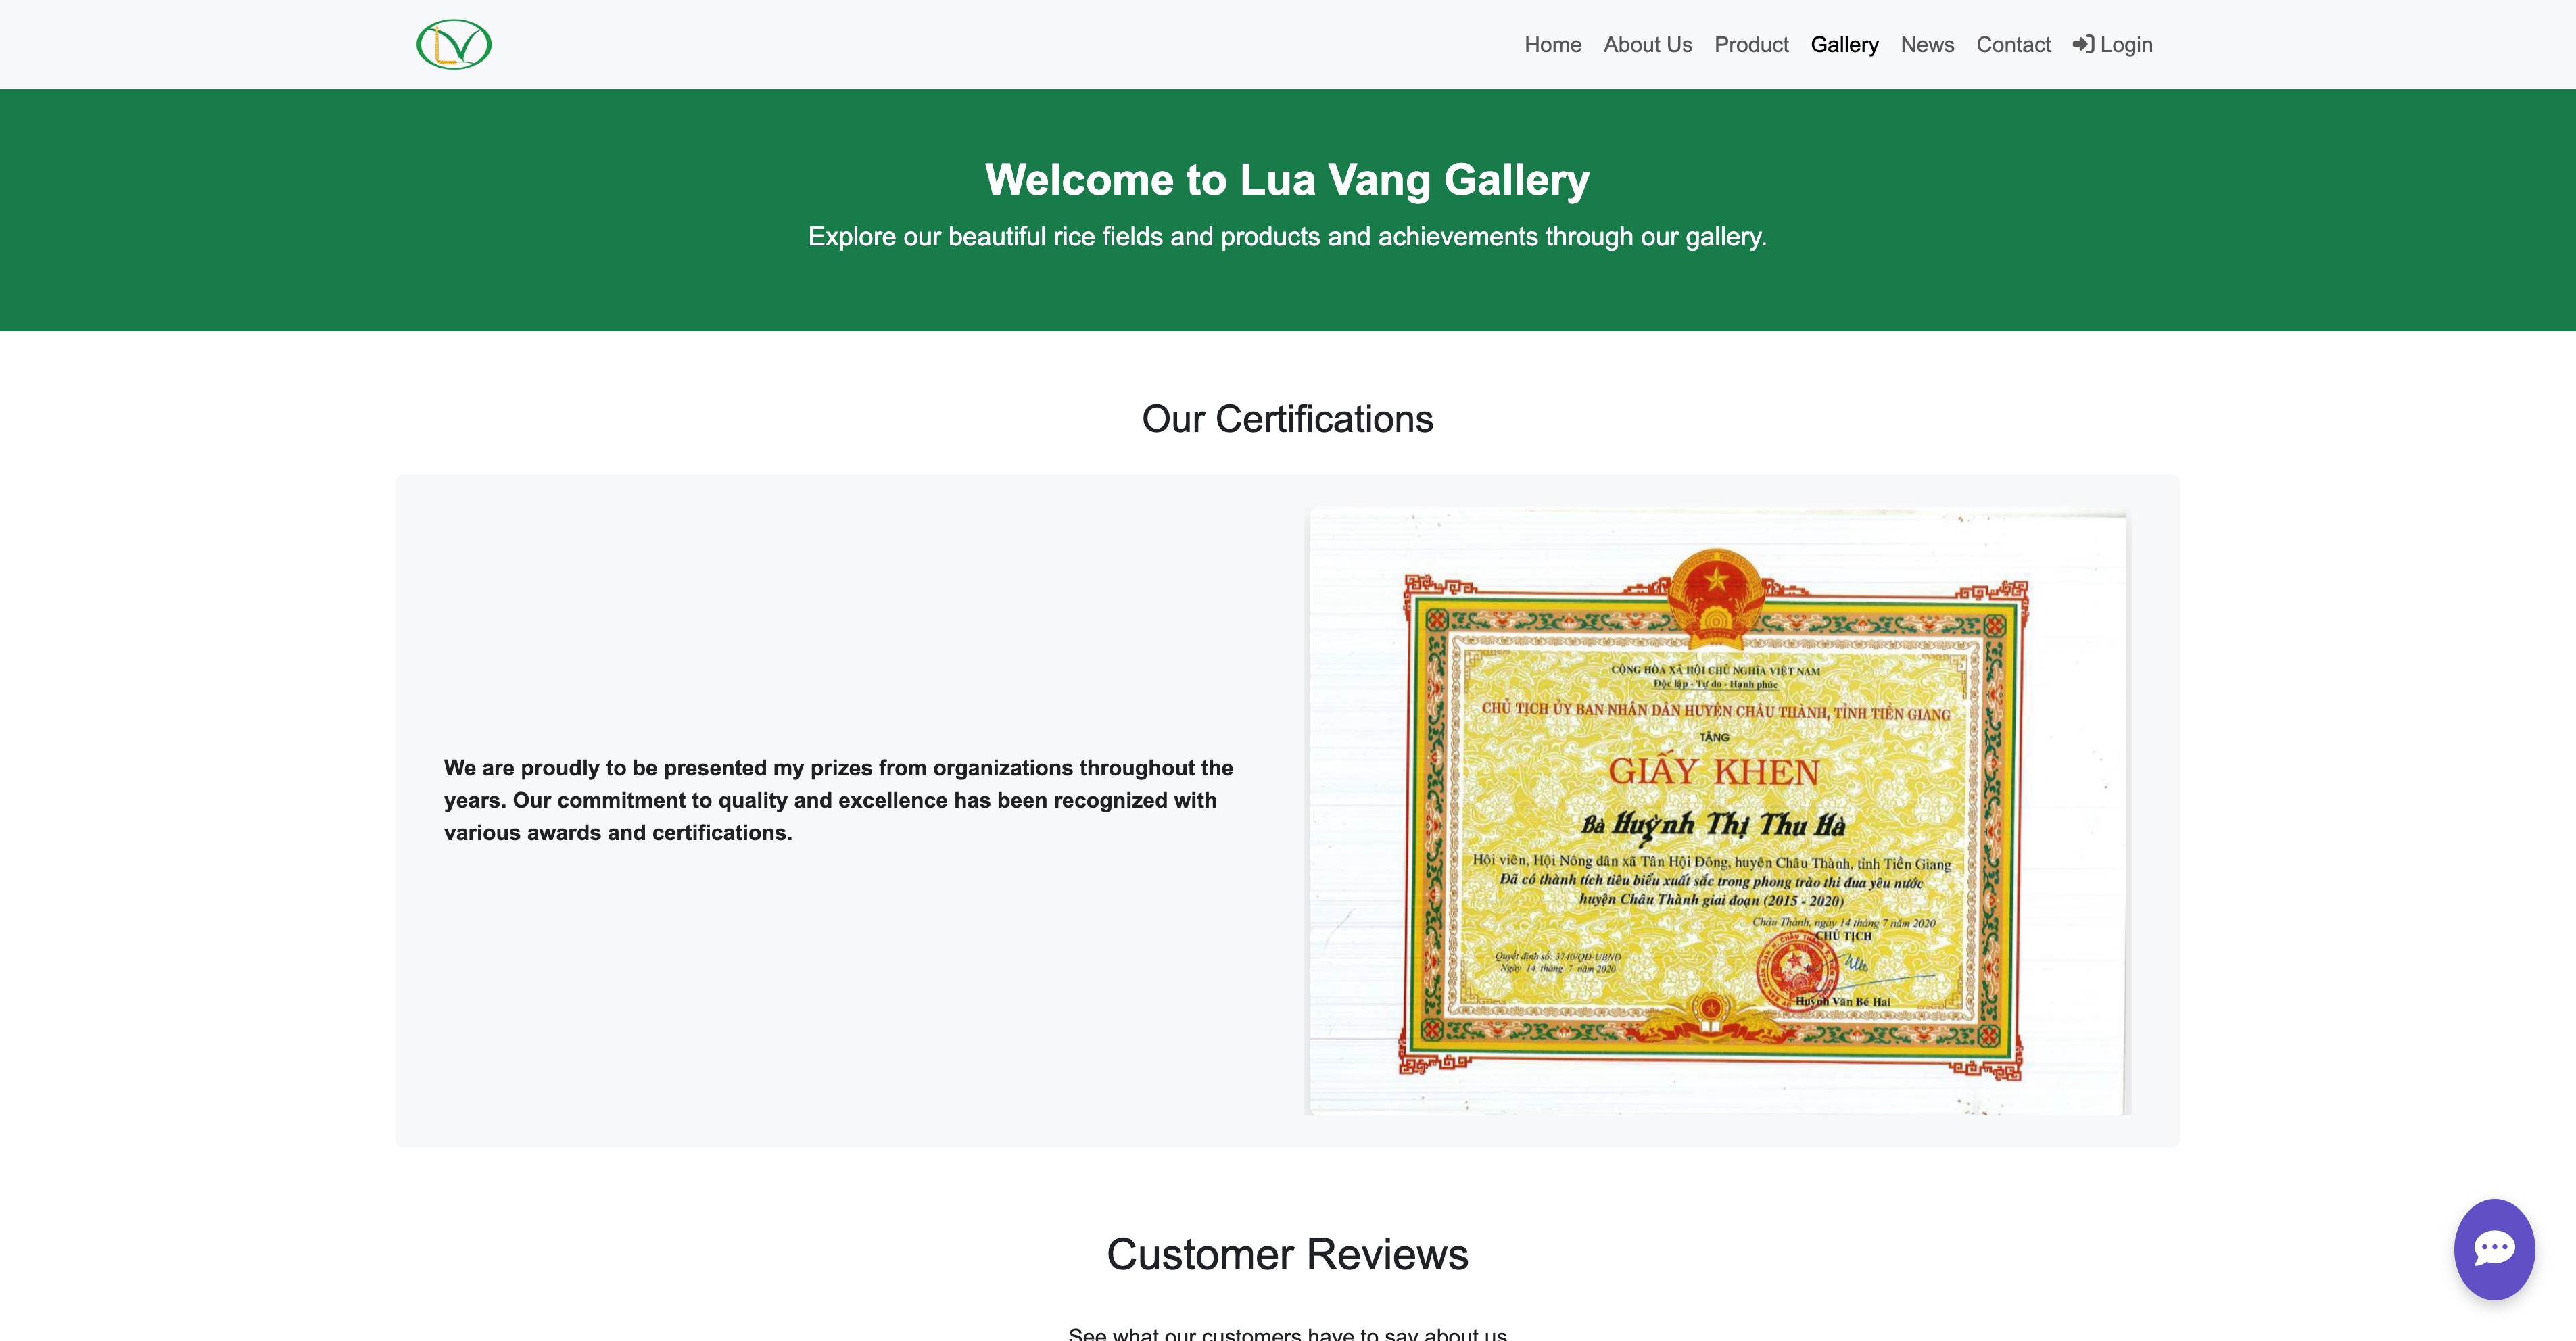 LV
Home About Us Product Gallery News Contact Login
Welcome to Lua Vang Gallery
Explore our beautiful rice fields and products and achievements through our gallery.
Our Certifications
We are proudly to be presented my prizes from organizations throughout the
years. Our commitment to quality and excellence has been recognized with
various awards and certifications.
CỘNG HÒA XÃ HỘI CHỦ NGHĨA VIỆT NAM
Độc lập - Tự do - Hạnh phúc
CHỦ TỊCH ỦY BAN NHÂN DÂN HUYỆN CHÂU THÀNH, TỈNH TIỀN GIANG
TẶNG
GIẤY KHEN
Bà Huỳnh Thị Thu Hà
Hội viên, Hội Nông dân xã Tân Hội Đông, huyện Châu Thành, tỉnh Tiền Giang
Đã có thành tích tiêu biểu xuất sắc trong phong trào thi đua yêu nước
huyện Châu Thành giai đoạn (2015 - 2020)
Châu Thành, ngày 14 tháng 7 năm 2020
CHỦ TỊCH
Quyết định số: 3740/QĐ-UBND
Ngày 14 tháng 7 năm 2020
Huỳnh Văn Bé Hai
Customer Reviews
See what our customers have to say about us